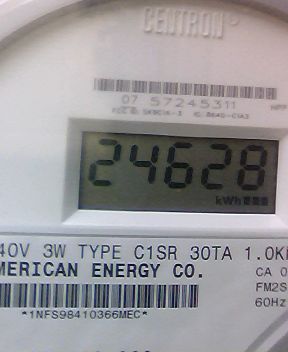 CENTRON
07 57245311
24628
kWh
40V 3W TYPE C1SR 30TA 1.0K
MERICAN ENERGY CO.
CA 0
FM2S
60Hz
*1NFS98410366MEC*